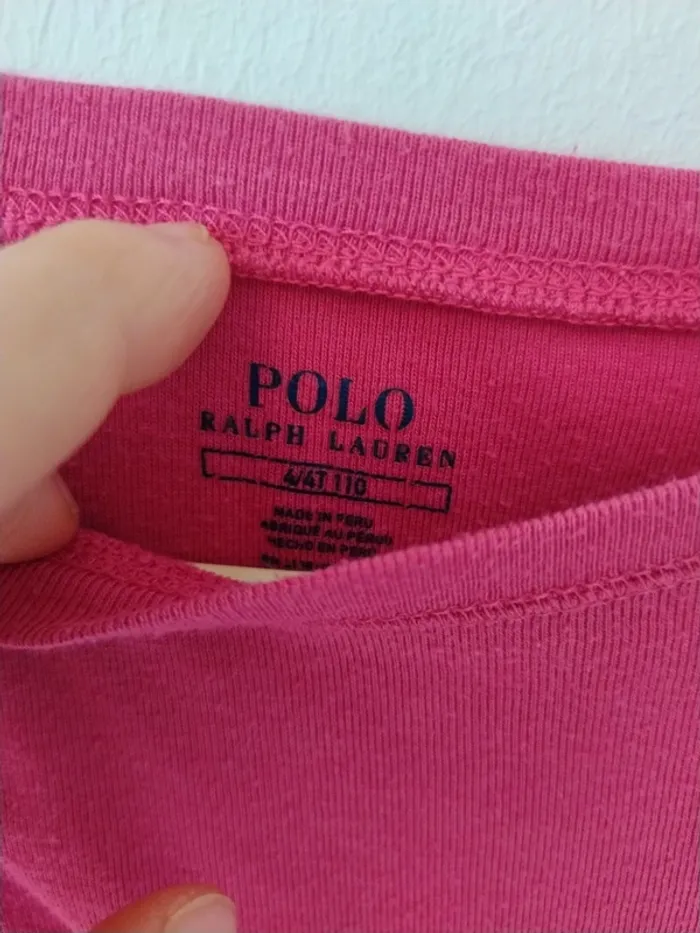 POLO
RALPH LAUREN
4/4T 110
MADE IN PERU
FABRIQUÉ AU PÉROU
HECHO EN PERÚ